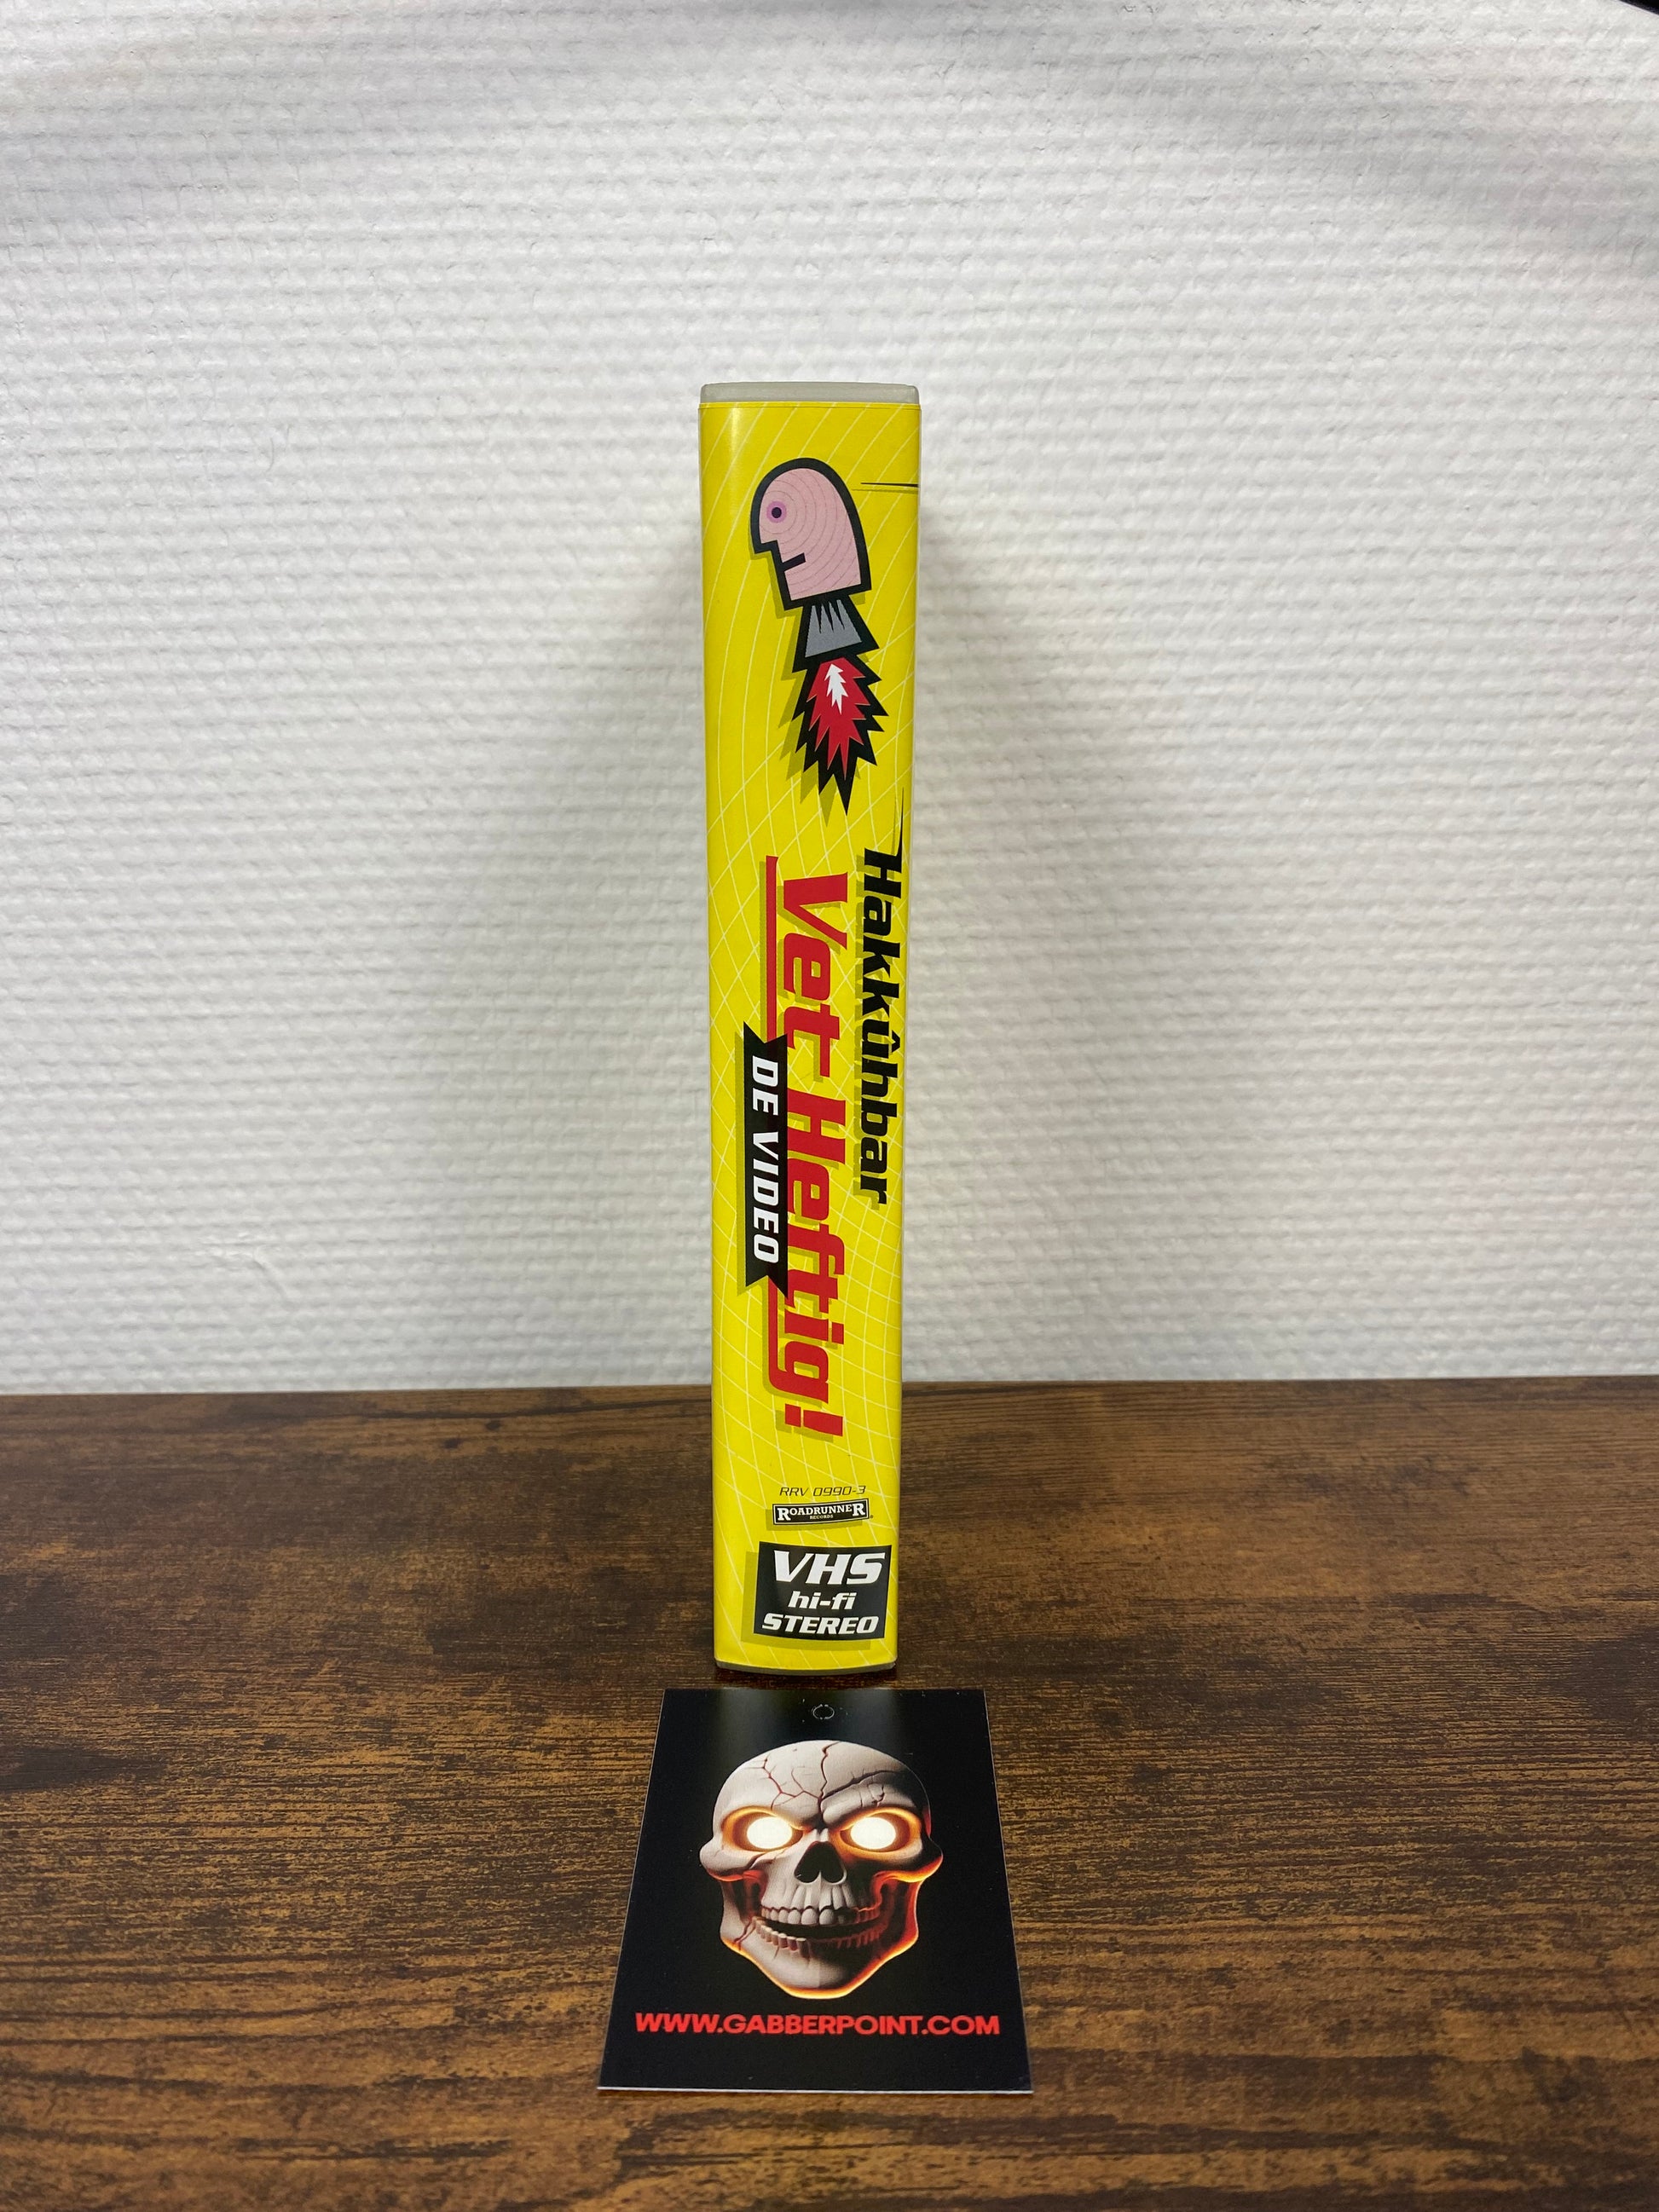 Hakkûhbar
Vet Heftig!
DE VIDEO
RRV 0990-3
ROADRUNNER
RECORDS
VHS
hi-fi
STEREO
WWW.GABBERPOINT.COM